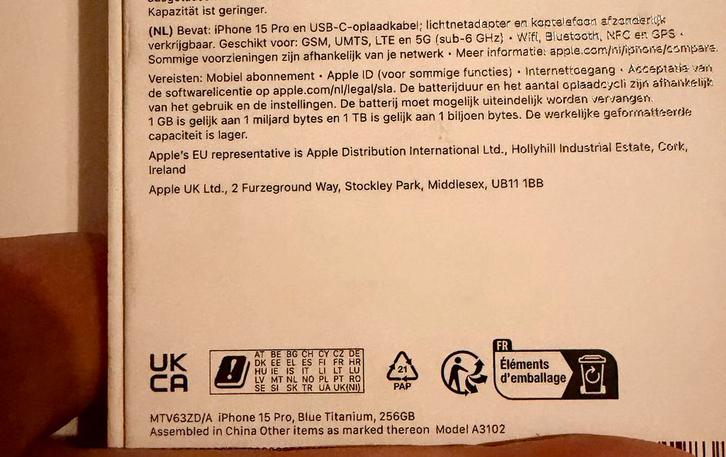 Kapazität ist geringer.
(NL) Bevat: iPhone 15 Pro en USB-C-oplaadkabel; lichtnetadapter en koptelefoon afzonderlijk
verkrijgbaar. Geschikt voor: GSM, UMTS, LTE en 5G (sub-6 GHz) • Wifi, Bluetooth, NFC en GPS •
Sommige voorzieningen zijn afhankelijk van je netwerk • Meer informatie: apple.com/nl/iphone/compare.
Vereisten: Mobiel abonnement • Apple ID (voor sommige functies) • Internettoegang • Acceptatie van
de softwarelicentie op apple.com/nl/legal/sla. De batterijduur en het aantal oplaadcycli zijn afhankelijk
van het gebruik en de instellingen. De batterij moet mogelijk uiteindelijk worden vervangen.
1 GB is gelijk aan 1 miljard bytes en 1 TB is gelijk aan 1 biljoen bytes. De werkelijke geformatteerde
capaciteit is lager.
Apple's EU representative is Apple Distribution International Ltd., Hollyhill Industrial Estate, Cork,
Ireland
Apple UK Ltd., 2 Furzeground Way, Stockley Park, Middlesex, UB11 1BB
UK
CA
AT BE BG CH CY CZ DE
DK EE EL ES FI FR HR
HU IE IS IT LI LT LU
LV MT NL NO PL PT RO
SE SI SK TR UA UK(NI)
21
PAP
FR
Éléments
d'emballage
MTV63ZD/A iPhone 15 Pro, Blue Titanium, 256GB
Assembled in China Other items as marked thereon Model A3102